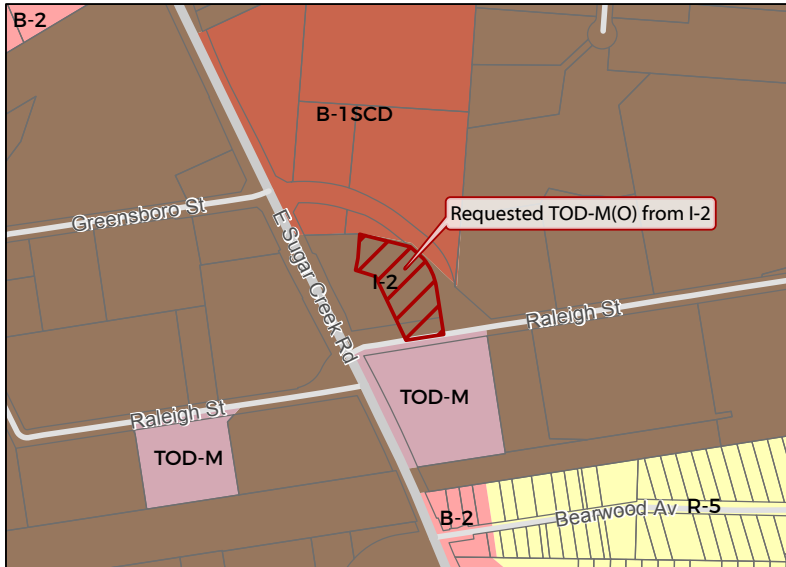 B-2
B-1SCD
Greensboro St
Requested TOD-M(O) from I-2
E Sugar Creek Rd
I-2
Raleigh St
TOD-M
Raleigh St
TOD-M
B-2
Bearwood Av
R-5